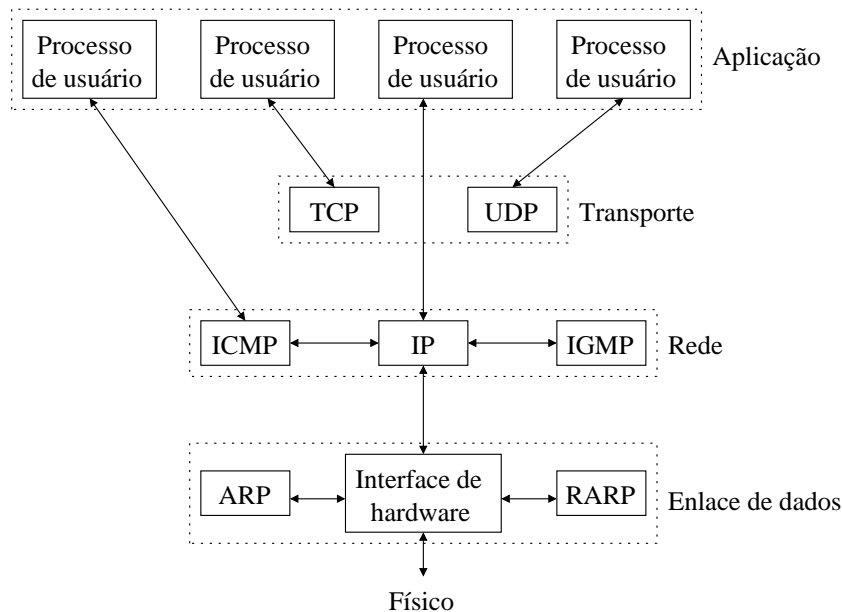 Processo
de usuário
Processo
de usuário
Processo
de usuário
Processo
de usuário
Aplicação
TCP
UDP
Transporte
ICMP
IP
IGMP
Rede
ARP
Interface de
hardware
RARP
Enlace de dados
Físico